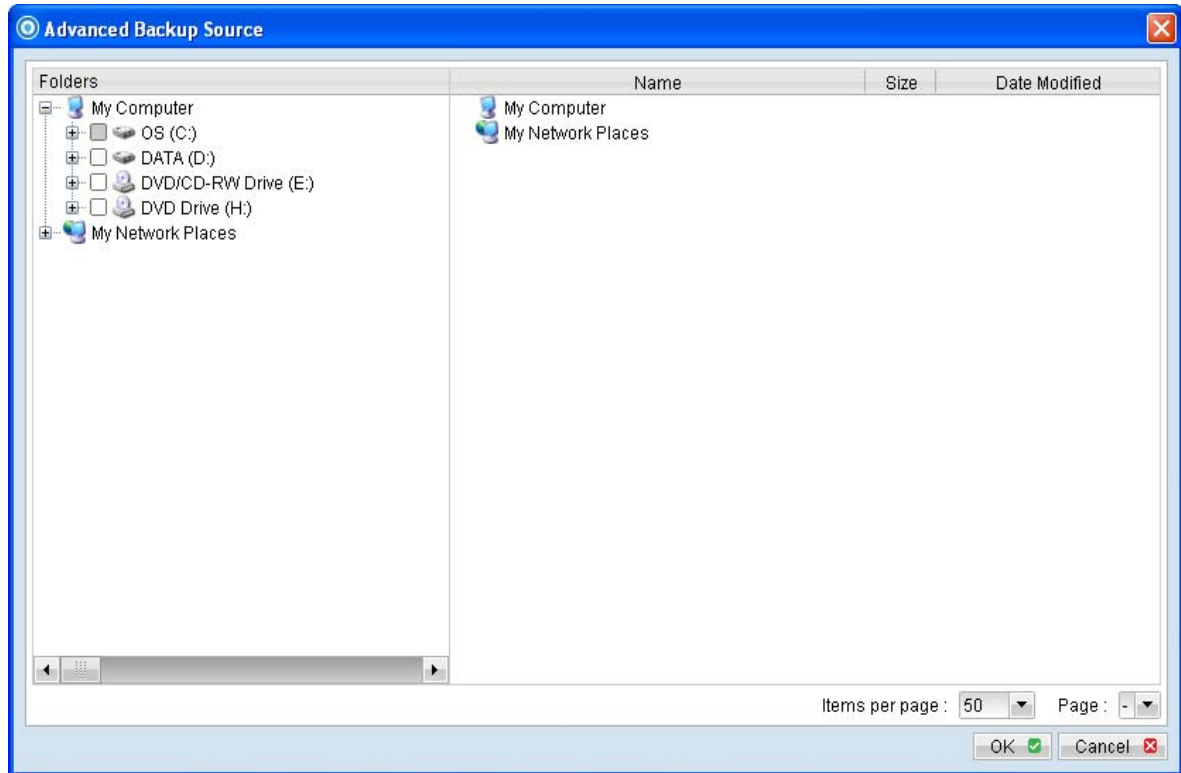 Advanced Backup Source
Folders
Name Size Date Modified
My Computer
OS (C:)
DATA (D:)
DVD/CD-RW Drive (E:)
DVD Drive (H:)
My Network Places
My Computer
My Network Places
Items per page : 50 Page : -
OK Cancel